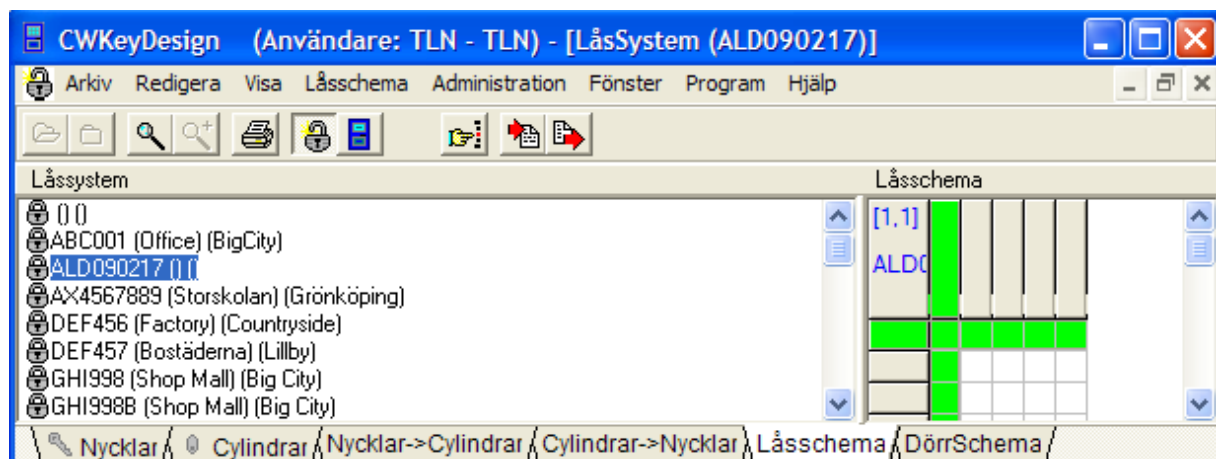 CWKeyDesign (Användare: TLN - TLN) - [LåsSystem (ALD090217)]
Arkiv Redigera Visa Låsschema Administration Fönster Program Hjälp
Låssystem
() ()
ABC001 (Office) (BigCity)
ALD090217 () ()
AX4567889 (Storskolan) (Grönköping)
DEF456 (Factory) (Countryside)
DEF457 (Bostäderna) (Lillby)
GHI998 (Shop Mall) (Big City)
GHI998B (Shop Mall) (Big City)
Låsschema
[1,1]
ALD0
Nycklar Cylindrar Nycklar->Cylindrar Cylindrar->Nycklar Låsschema DörrSchema